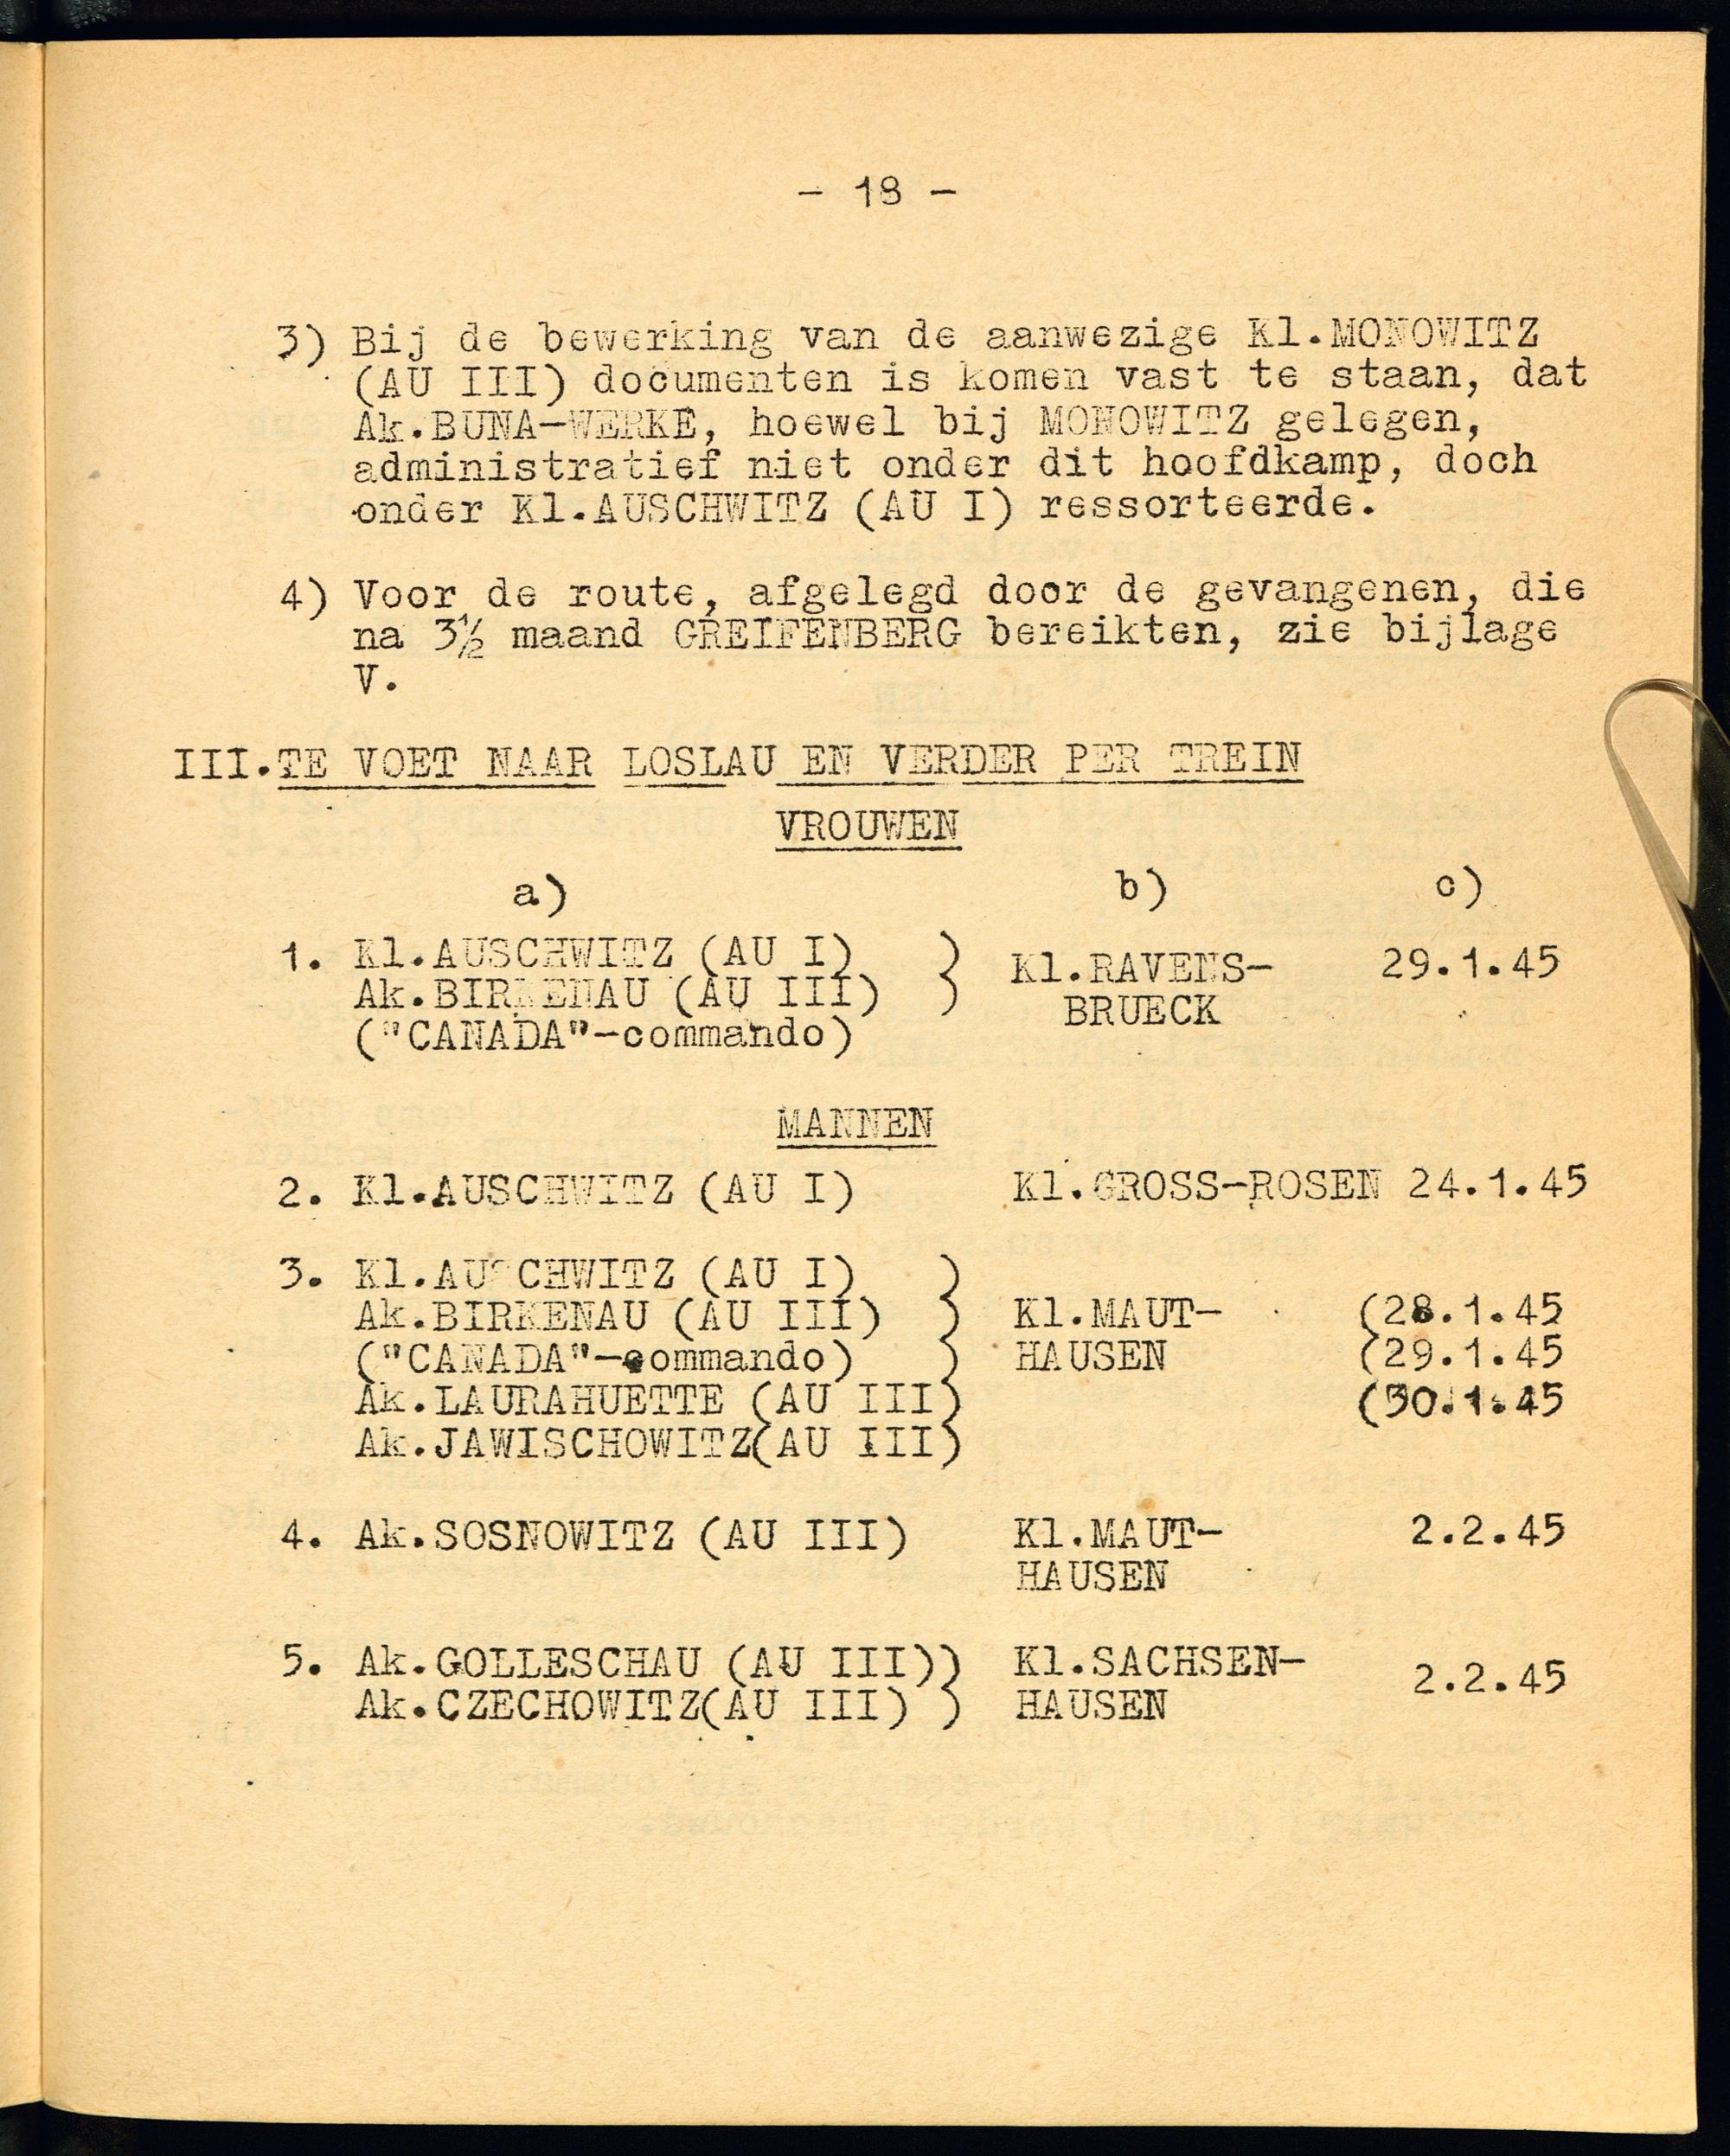 - 18 -
3) Bij de bewerking van de aanwezige Kl.MONOWITZ
(AU III) documenten is komen vast te staan, dat
Ak.BUNA-WERKE, hoewel bij MONOWITZ gelegen,
administratief niet onder dit hoofdkamp, doch
onder Kl.AUSCHWITZ (AU I) ressorteerde.
4) Voor de route, afgelegd door de gevangenen, die
na 3½ maand GREIFENBERG bereikten, zie bijlage
V.
III.TE VOET NAAR LOSLAU EN VERDER PER TREIN
VROUWEN
a) b) c)
1. Kl.AUSCHWITZ (AU I) ) Kl.RAVENS- 29.1.45
Ak.BIRKENAU (AU III) ) BRUECK
("CANADA"-commando)
MANNEN
2. Kl.AUSCHWITZ (AU I) Kl.GROSS-ROSEN 24.1.45
3. Kl.AUSCHWITZ (AU I) )
Ak.BIRKENAU (AU III) ) Kl.MAUT- (28.1.45
("CANADA"-commando) ) HAUSEN (29.1.45
Ak.LAURAHUETTE (AU III) (30.1.45
Ak.JAWISCHOWITZ(AU III)
4. Ak.SOSNOWITZ (AU III) Kl.MAUT- 2.2.45
HAUSEN
5. Ak.GOLLESCHAU (AU III)) Kl.SACHSEN- 2.2.45
Ak.CZECHOWITZ(AU III) ) HAUSEN